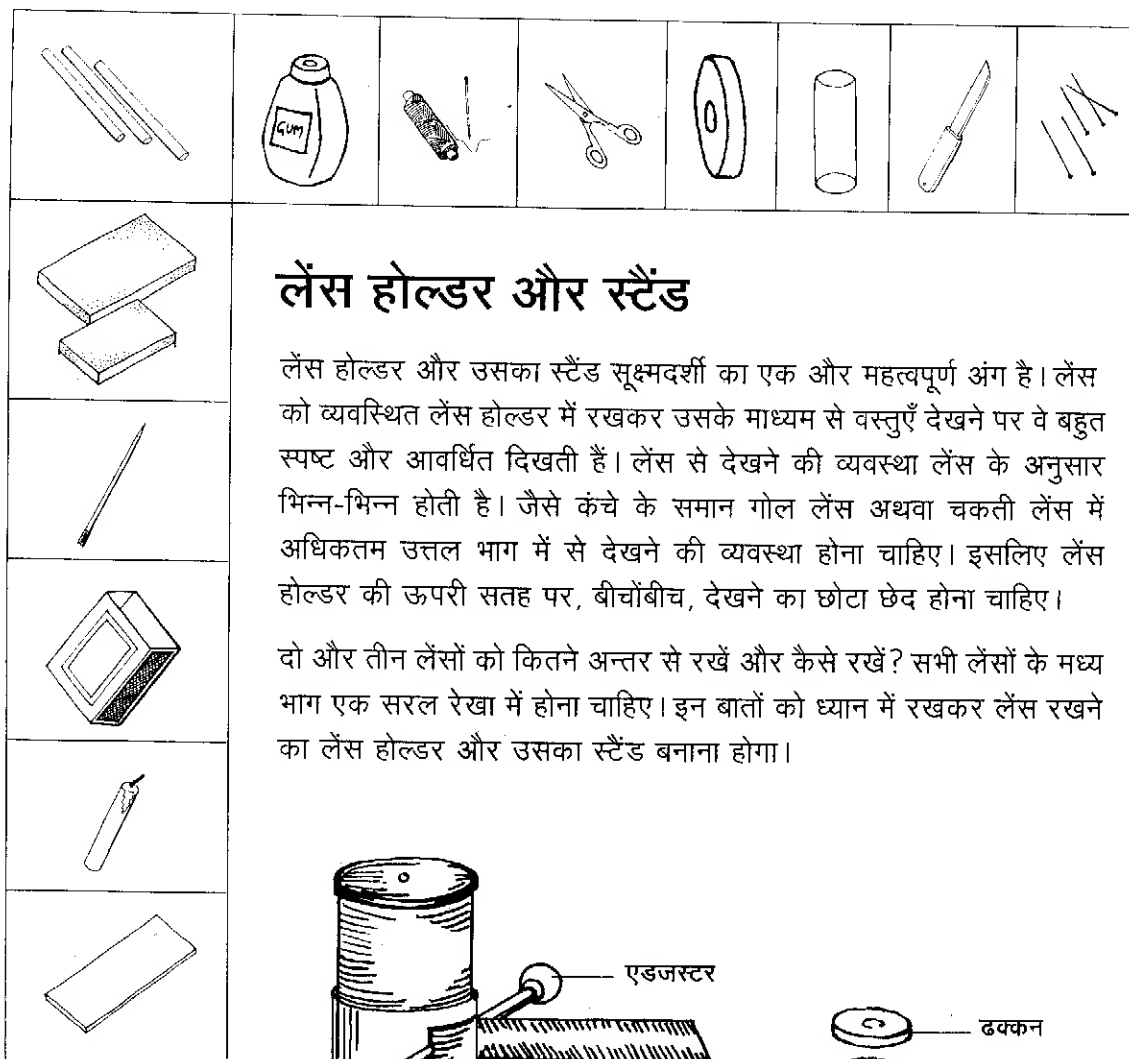 GUM
लेंस होल्डर और स्टैंड
लेंस होल्डर और उसका स्टैंड सूक्ष्मदर्शी का एक और महत्वपूर्ण अंग है। लेंस
को व्यवस्थित लेंस होल्डर में रखकर उसके माध्यम से वस्तुएँ देखने पर वे बहुत
स्पष्ट और आवर्धित दिखती हैं। लेंस से देखने की व्यवस्था लेंस के अनुसार
भिन्न-भिन्न होती है। जैसे कंचे के समान गोल लेंस अथवा चकती लेंस में
अधिकतम उत्तल भाग में से देखने की व्यवस्था होना चाहिए। इसलिए लेंस
होल्डर की ऊपरी सतह पर, बीचोंबीच, देखने का छोटा छेद होना चाहिए।
दो और तीन लेंसों को कितने अन्तर से रखें और कैसे रखें? सभी लेंसों के मध्य
भाग एक सरल रेखा में होना चाहिए। इन बातों को ध्यान में रखकर लेंस रखने
का लेंस होल्डर और उसका स्टैंड बनाना होगा।
एडजस्टर
ढक्कन